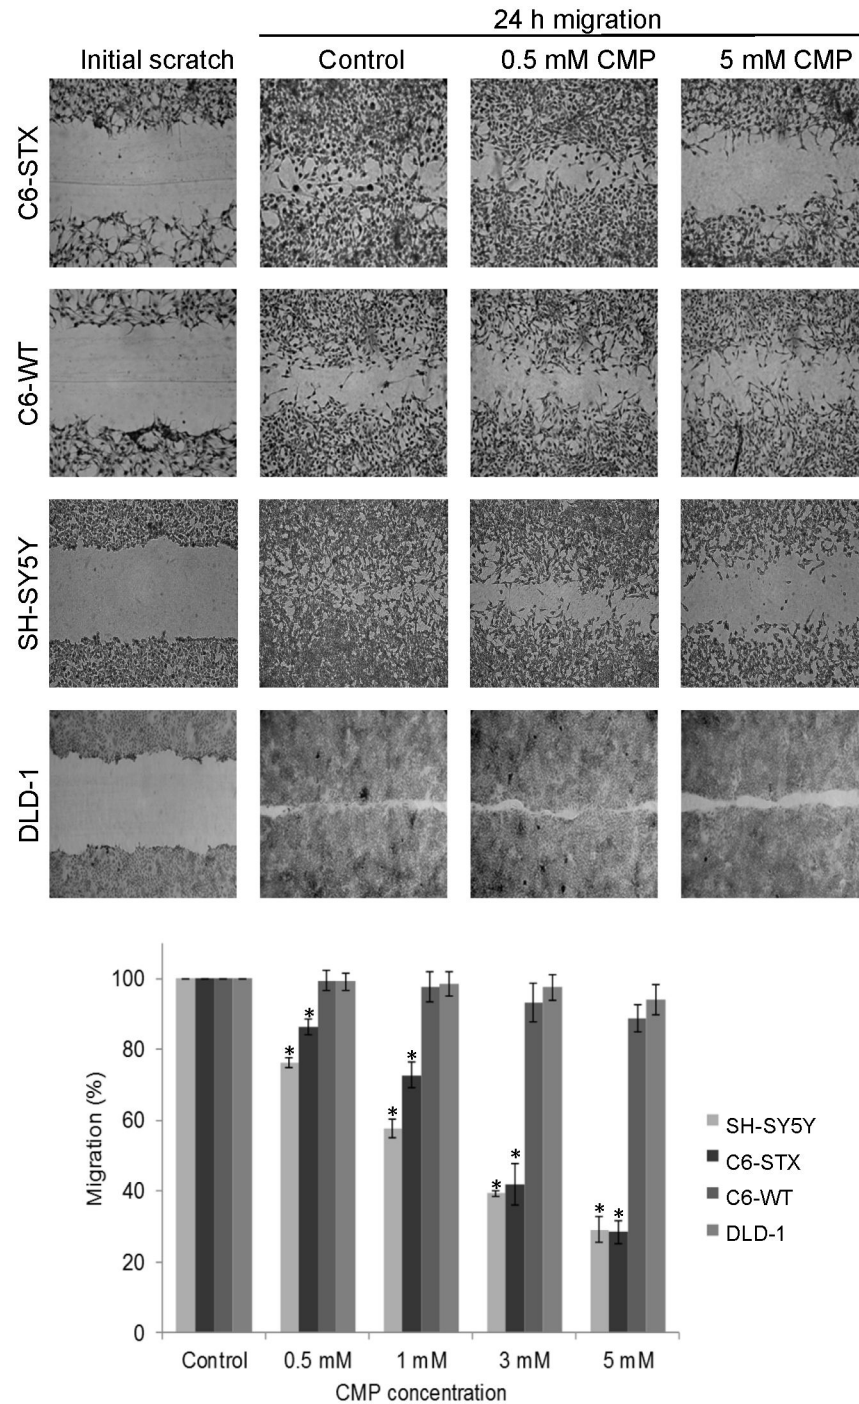 24 h migration
Initial scratch Control 0.5 mM CMP 5 mM CMP
C6-STX
C6-WT
SH-SY5Y
DLD-1
100
80
60
40
20
0
Migration (%)
* * * * * * * *
Control 0.5 mM 1 mM 3 mM 5 mM
CMP concentration
SH-SY5Y
C6-STX
C6-WT
DLD-1